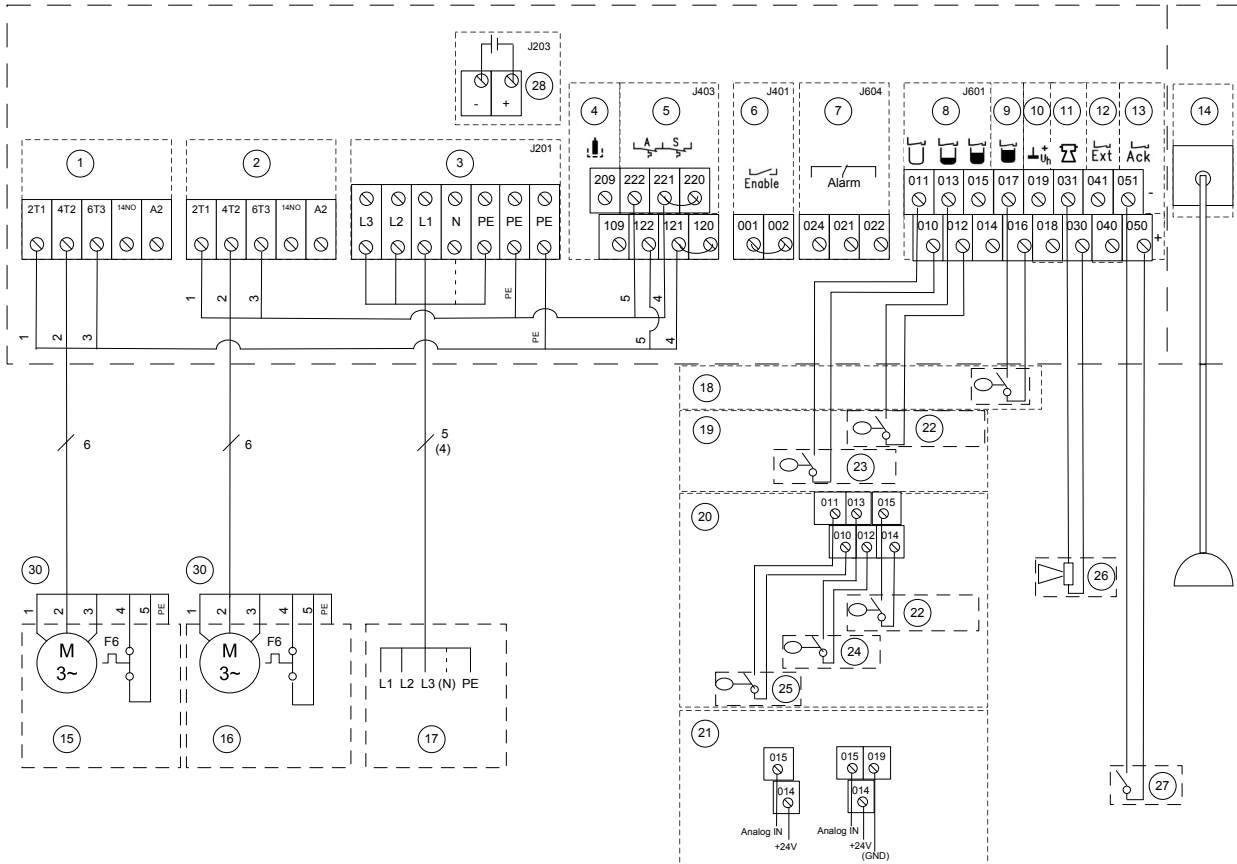 J203
28
- +
1
2T1 4T2 6T3 14NO A2
2
2T1 4T2 6T3 14NO A2
J201
3
L3 L2 L1 N PE PE PE
4
5
J403
A S
209 222 221 220
109 122 121 120
6
J401
Enable
001 002
7
J604
Alarm
024 021 022
8
J601
9 10 11 12 13
+
Uh
Ext
Ack
011 013 015 017 019 031 041 051 -
010 012 014 016 018 030 040 050 +
14
1 2 3
1 2 3
PE
PE
5 4
5 4
6
6
5
(4)
18
19
22
23
20
011 013 015
010 012 014
22
24
25
21
015
014
Analog IN
+24V
015 019
014
Analog IN
+24V
(GND)
26
27
30
1 2 3 4 5 PE
M
3~
F6
15
30
1 2 3 4 5 PE
M
3~
F6
16
L1 L2 L3 (N) PE
17